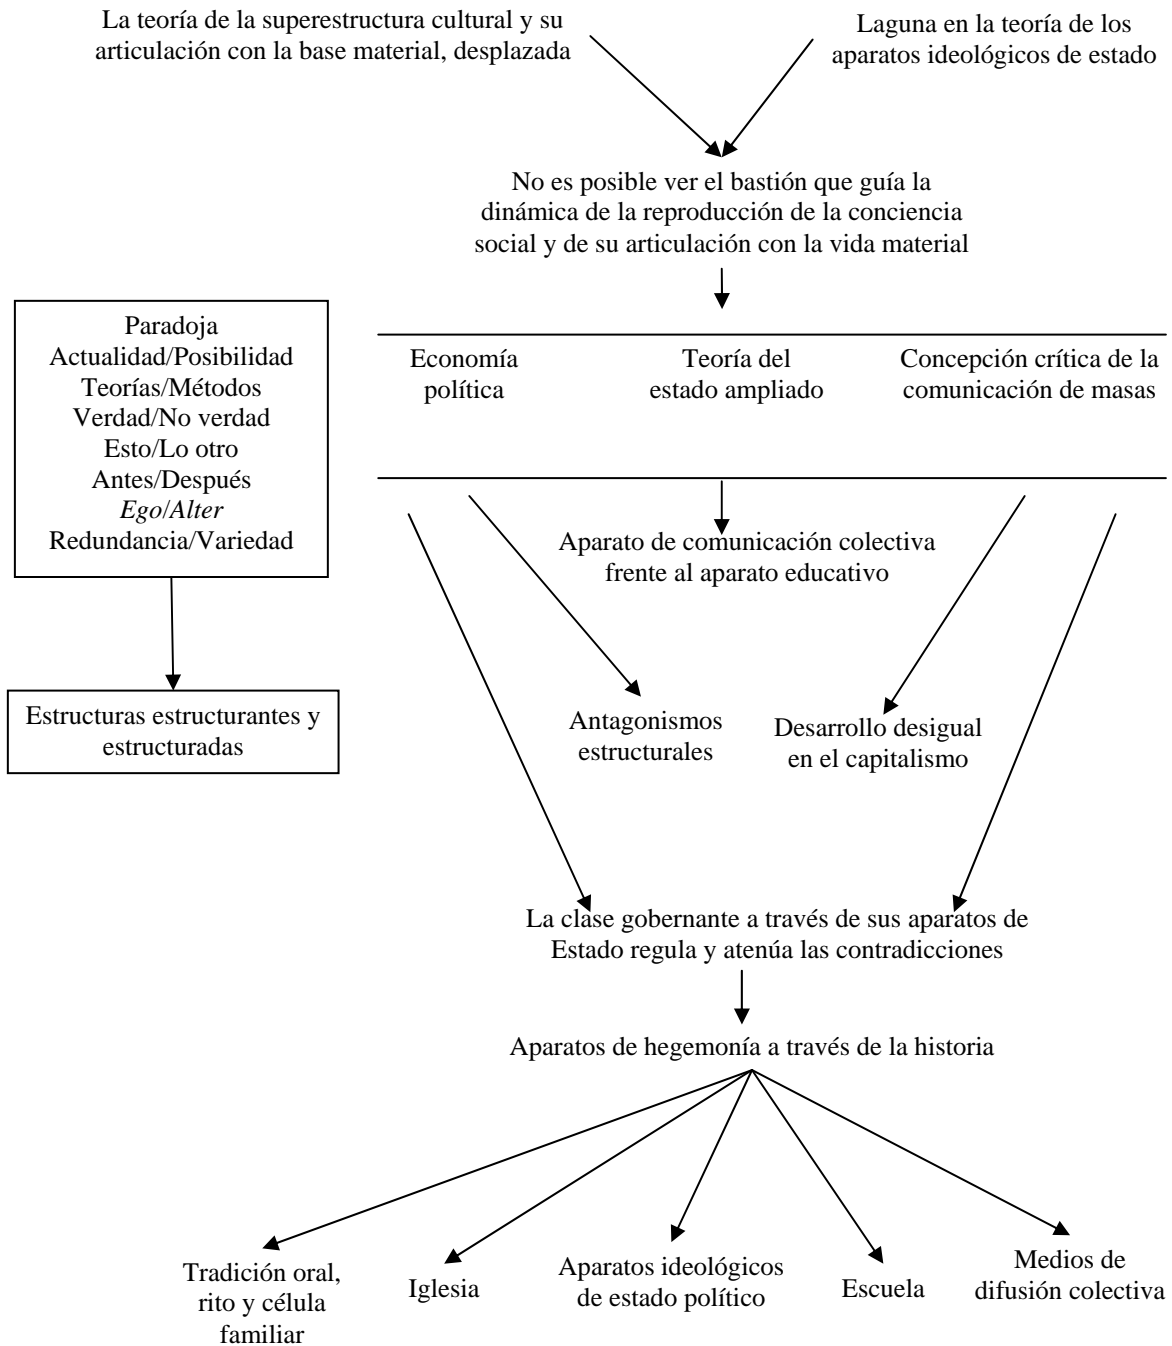 La teoría de la superestructura cultural y su
articulación con la base material, desplazada
Laguna en la teoría de los
aparatos ideológicos de estado
No es posible ver el bastión que guía la
dinámica de la reproducción de la conciencia
social y de su articulación con la vida material
Paradoja
Actualidad/Posibilidad
Teorías/Métodos
Verdad/No verdad
Esto/Lo otro
Antes/Después
Ego/Alter
Redundancia/Variedad
Estructuras estructurantes y
estructuradas
Economía
política
Teoría del
estado ampliado
Concepción crítica de la
comunicación de masas
Aparato de comunicación colectiva
frente al aparato educativo
Antagonismos
estructurales
Desarrollo desigual
en el capitalismo
La clase gobernante a través de sus aparatos de
Estado regula y atenúa las contradicciones
Aparatos de hegemonía a través de la historia
Tradición oral,
rito y célula
familiar
Iglesia
Aparatos ideológicos
de estado político
Escuela
Medios de
difusión colectiva